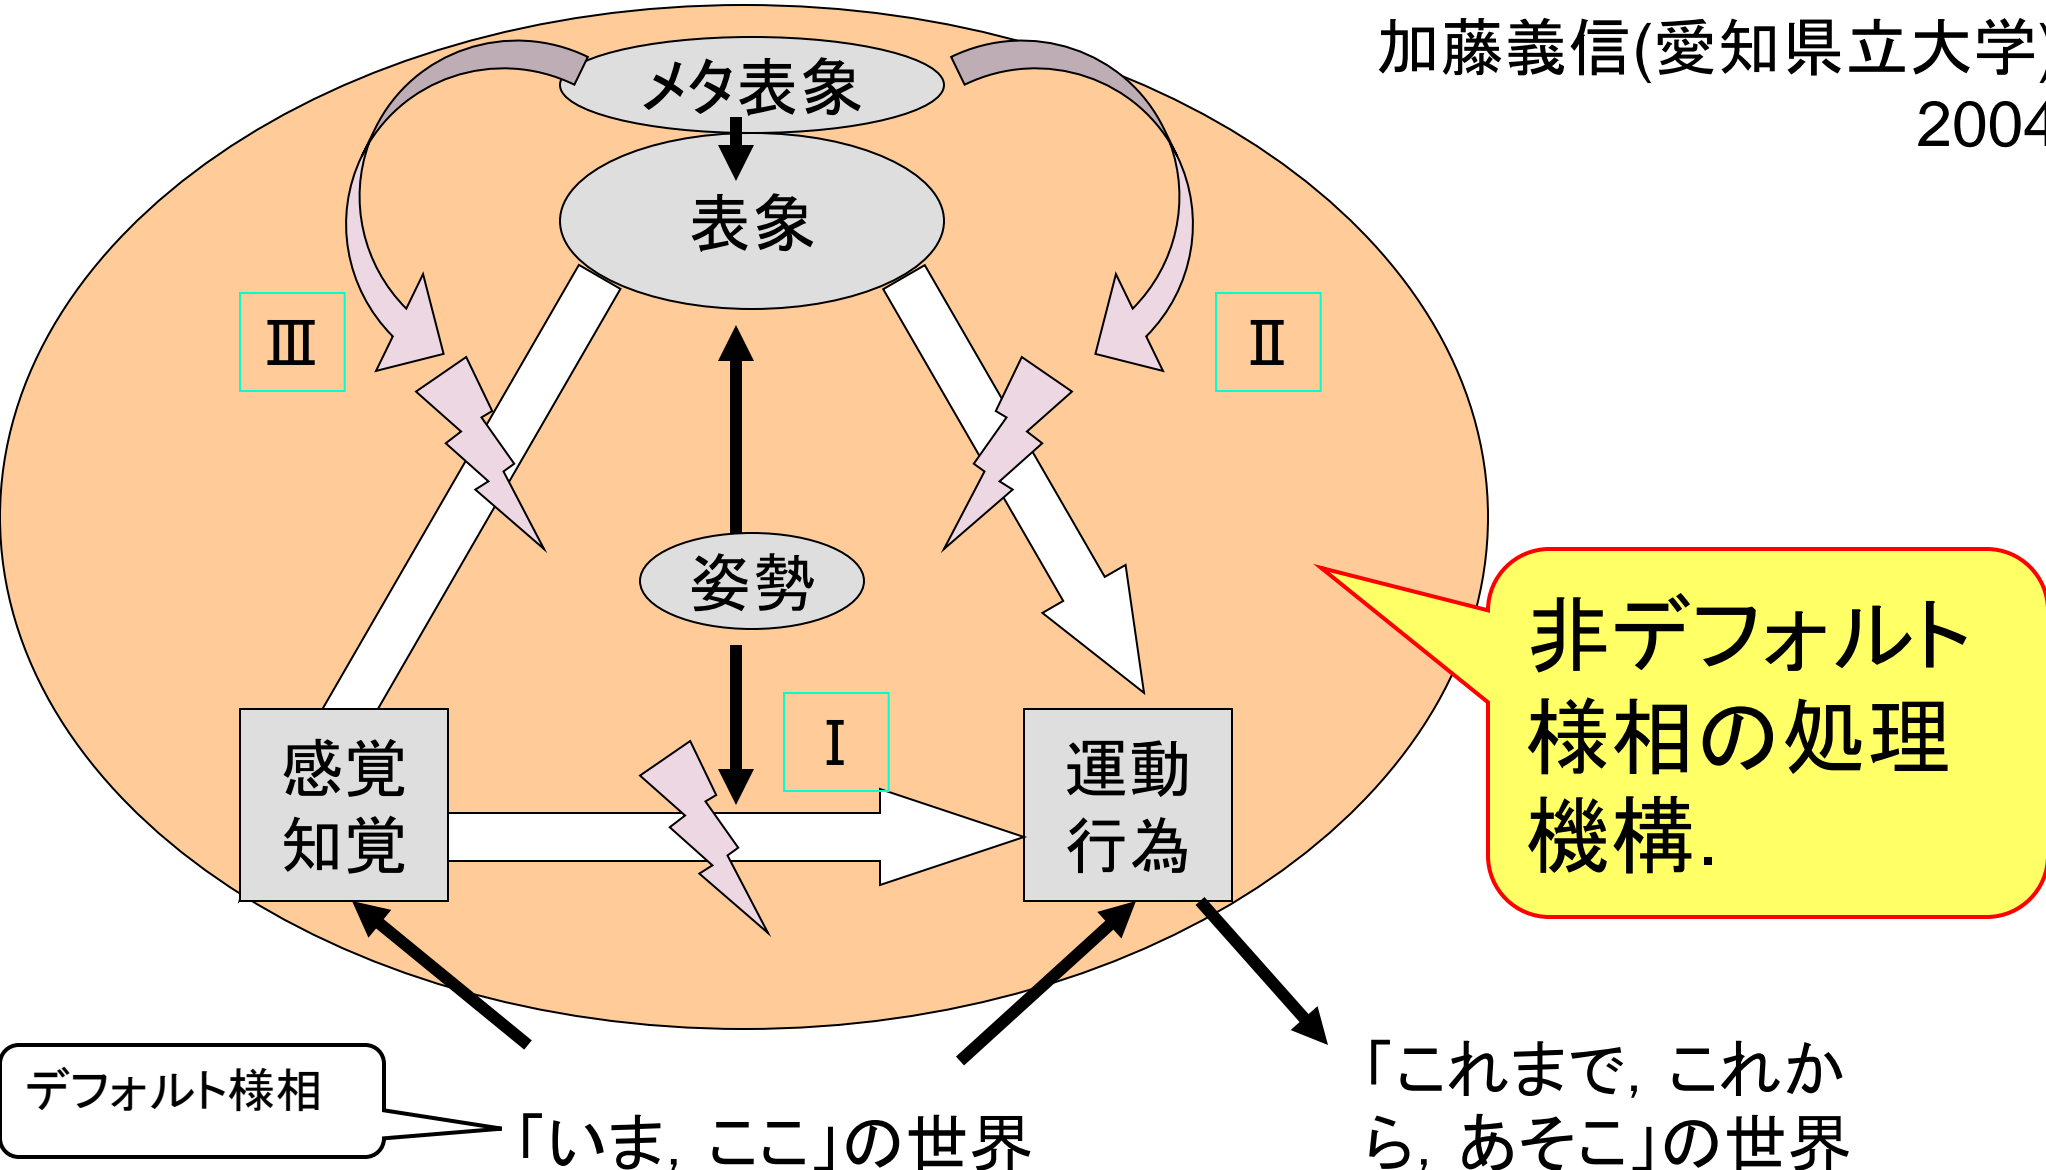 加藤義信(愛知県立大学)
2004
メタ表象
表象
Ⅲ
Ⅱ
姿勢
Ⅰ
感覚
知覚
運動
行為
非デフォルト
様相の処理
機構.
デフォルト様相
「いま, ここ」の世界
「これまで, これか
ら, あそこ」の世界